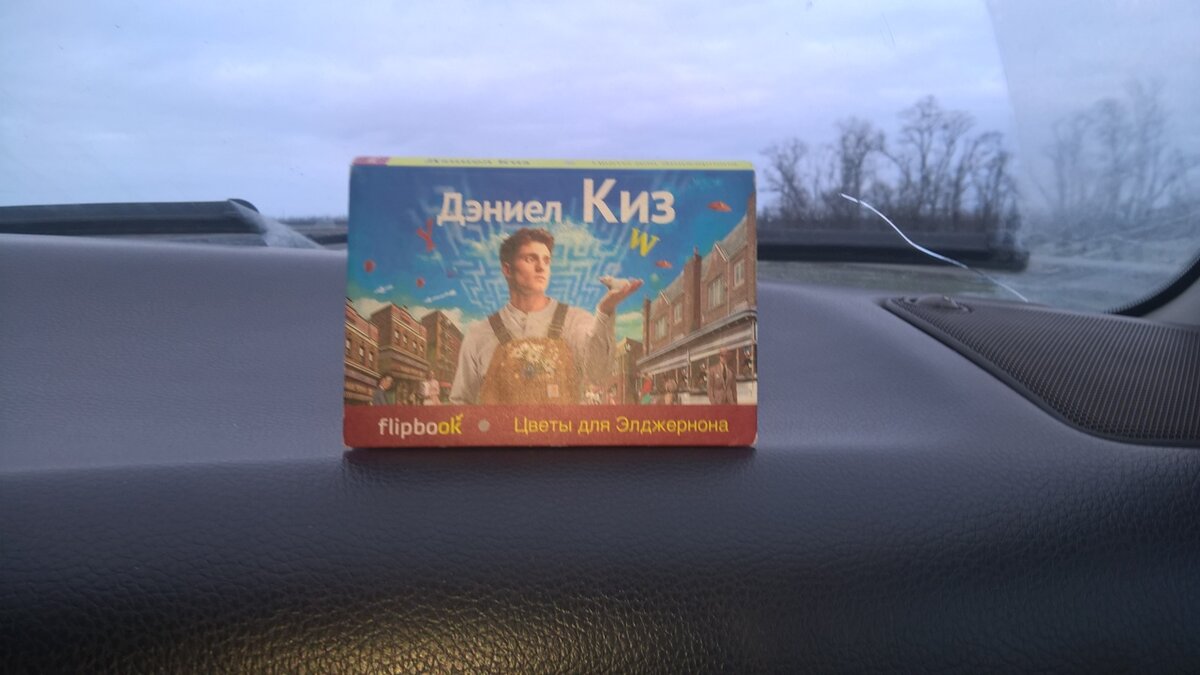 Дэниел Киз
Y
W
flipbook • Цветы для Элджернона